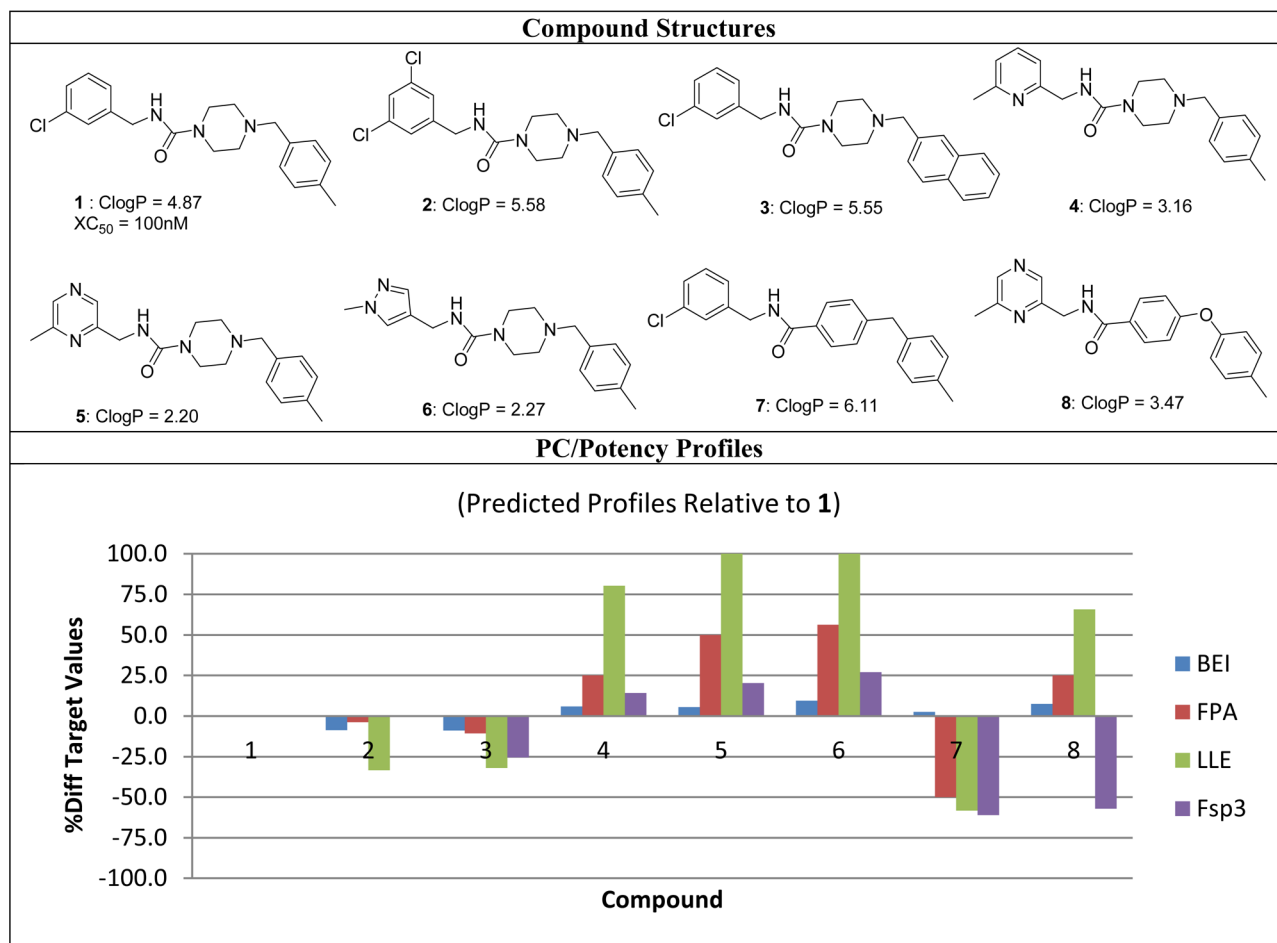 Compound Structures
Cl
H
N
O
N
N
1 : ClogP = 4.87
XC50 = 100nM
Cl
Cl
H
N
O
N
N
2: ClogP = 5.58
Cl
H
N
O
N
N
3: ClogP = 5.55
N
H
N
O
N
N
4: ClogP = 3.16
N
N
H
N
O
N
N
5: ClogP = 2.20
N
N
H
N
O
N
N
6: ClogP = 2.27
Cl
H
N
O
7: ClogP = 6.11
N
N
H
N
O
O
8: ClogP = 3.47
PC/Potency Profiles
(Predicted Profiles Relative to 1)
%Diff Target Values
100.0
75.0
50.0
25.0
0.0
-25.0
-50.0
-75.0
-100.0
1 2 3 4 5 6 7 8
Compound
BEI
FPA
LLE
Fsp3